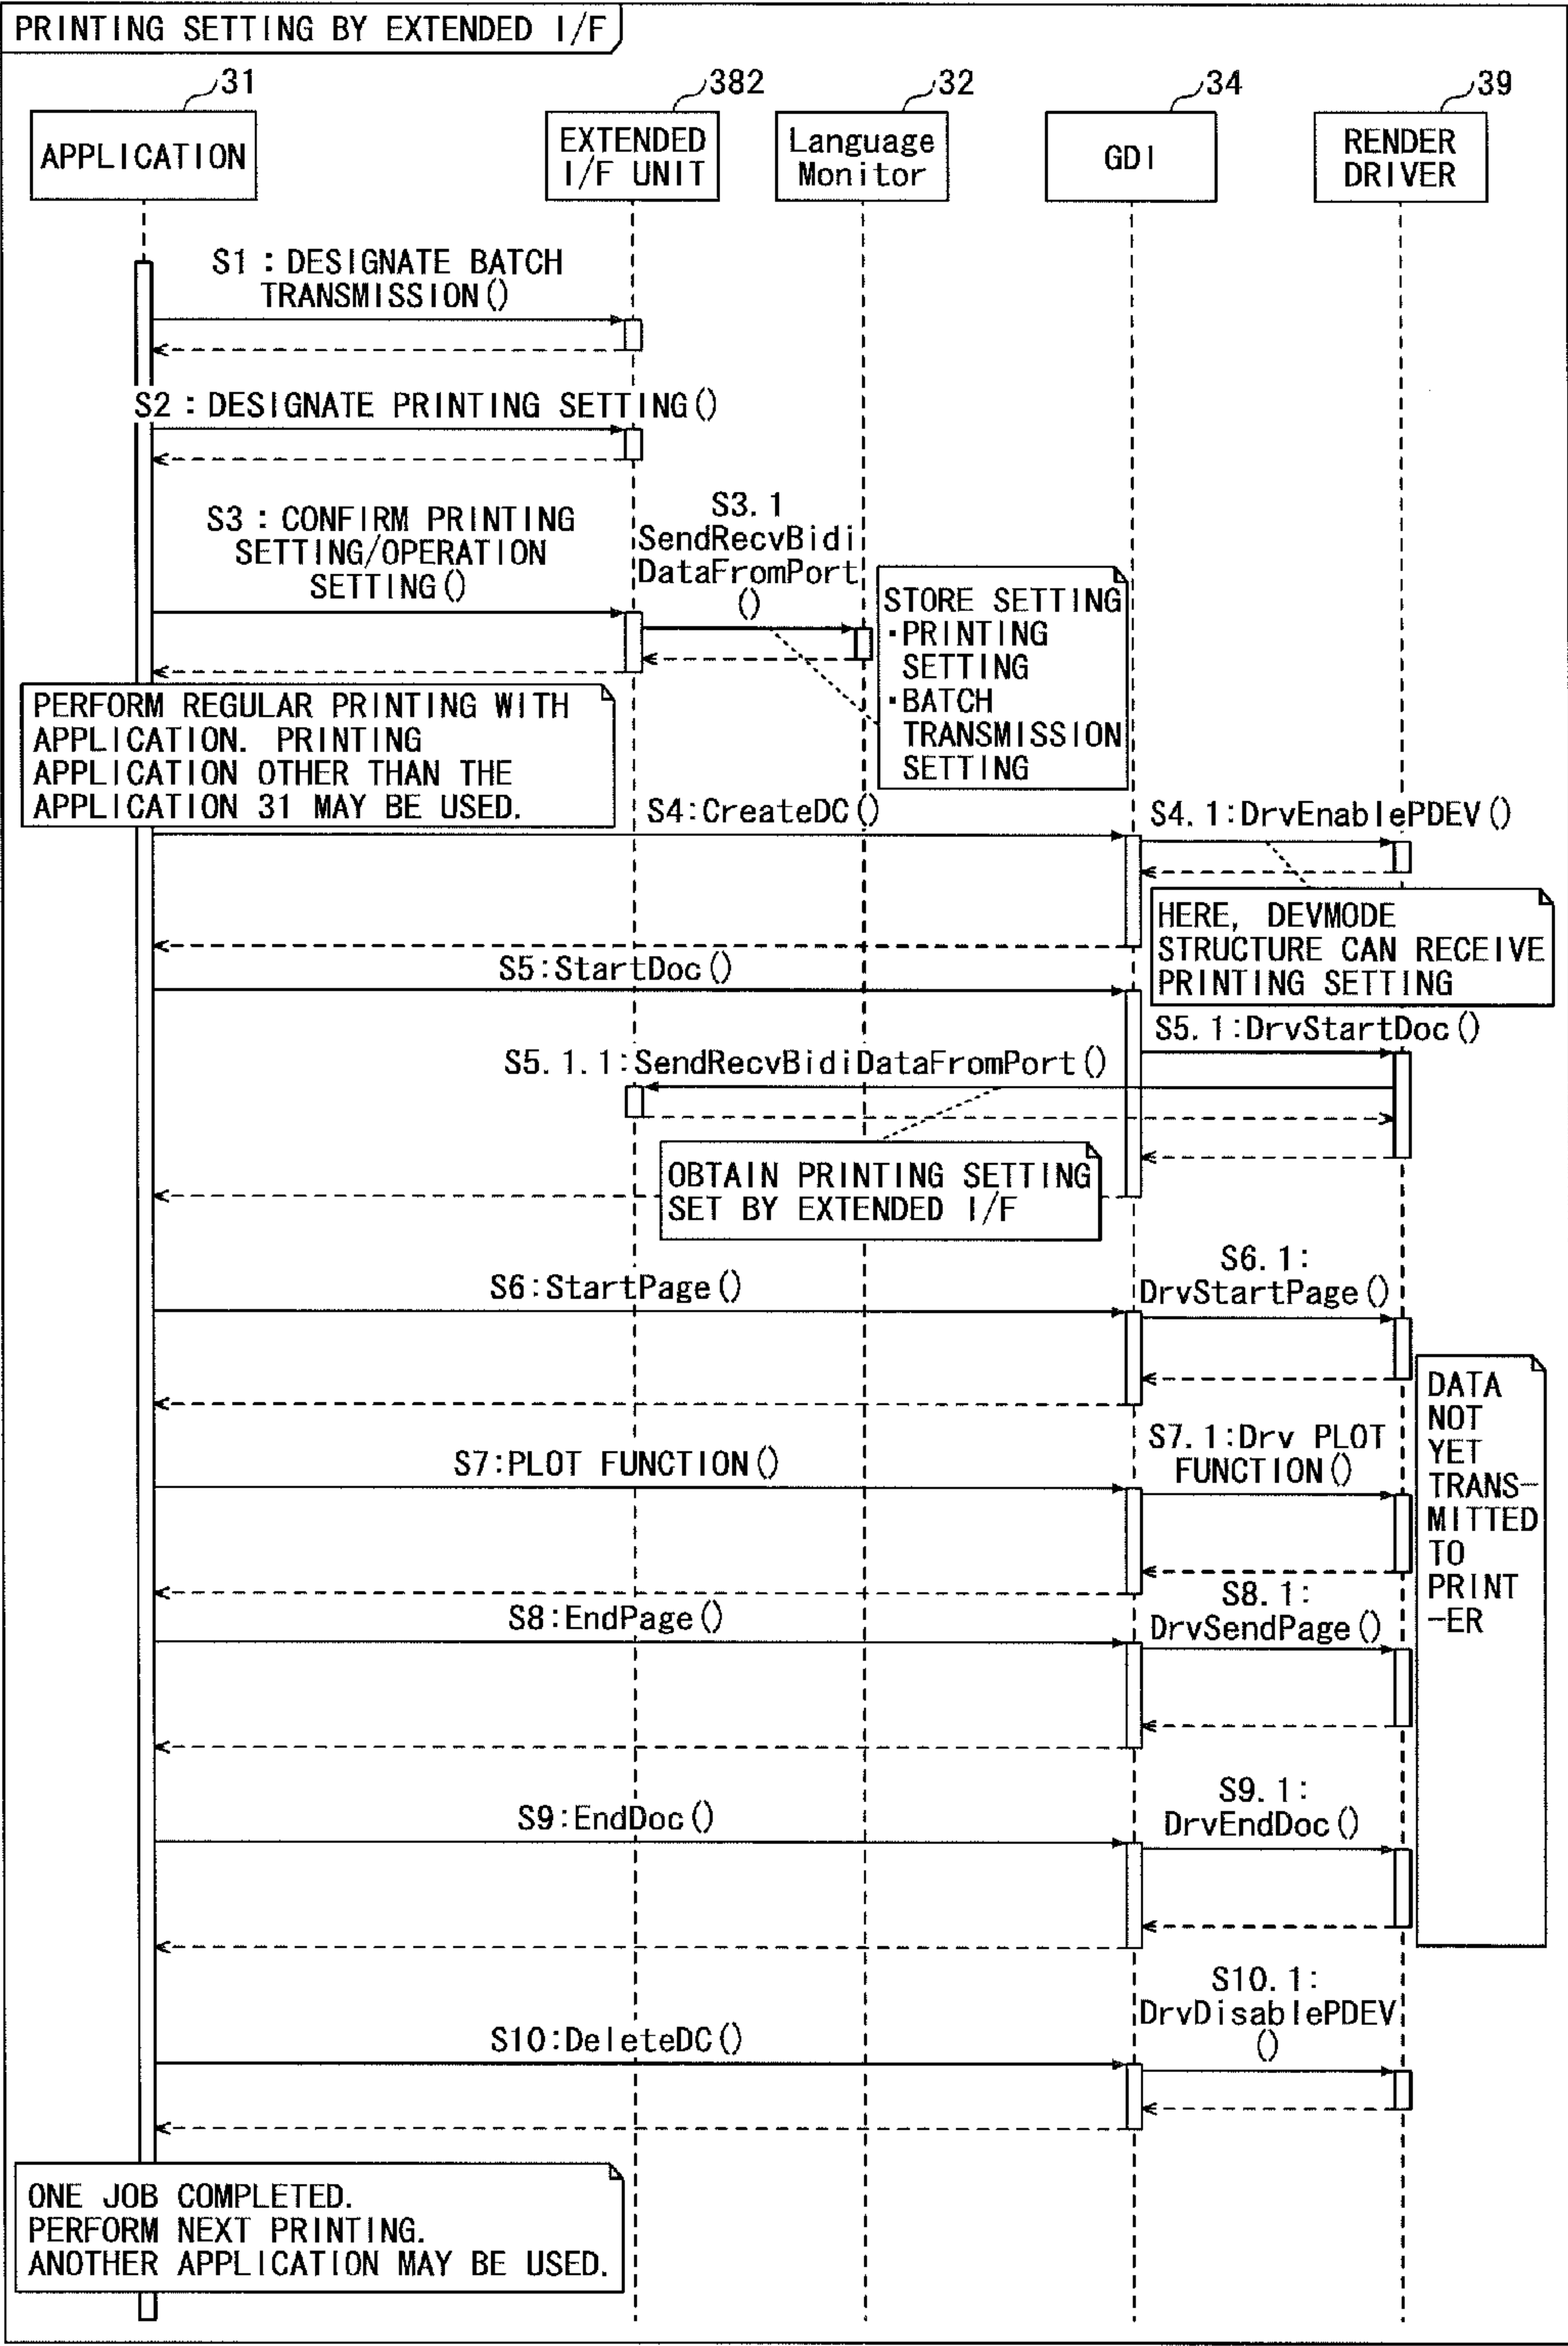 PRINTING SETTING BY EXTENDED I/F
31
382
32
34
39
APPLICATION
EXTENDED
I/F UNIT
Language
Monitor
GDI
RENDER
DRIVER
S1:DESIGNATE BATCH
TRANSMISSION()
S2:DESIGNATE PRINTING SETTING()
S3:CONFIRM PRINTING
SETTING/OPERATION
SETTING()
S3.1
SendRecvBidi
DataFromPort
()
STORE SETTING
・PRINTING
SETTING
・BATCH
TRANSMISSION
SETTING
PERFORM REGULAR PRINTING WITH
APPLICATION. PRINTING
APPLICATION OTHER THAN THE
APPLICATION 31 MAY BE USED.
S4:CreateDC()
S4.1:DrvEnablePDEV()
HERE, DEVMODE
STRUCTURE CAN RECEIVE
PRINTING SETTING
S5:StartDoc()
S5.1:DrvStartDoc()
S5.1.1:SendRecvBidiDataFromPort()
OBTAIN PRINTING SETTING
SET BY EXTENDED I/F
S6:StartPage()
S6.1:
DrvStartPage()
DATA
NOT
YET
TRANS-
MITTED
TO
PRINT
-ER
S7:PLOT FUNCTION()
S7.1:Drv PLOT
FUNCTION()
S8:EndPage()
S8.1:
DrvSendPage()
S9:EndDoc()
S9.1:
DrvEndDoc()
S10:DeleteDC()
S10.1:
DrvDisablePDEV
()
ONE JOB COMPLETED.
PERFORM NEXT PRINTING.
ANOTHER APPLICATION MAY BE USED.